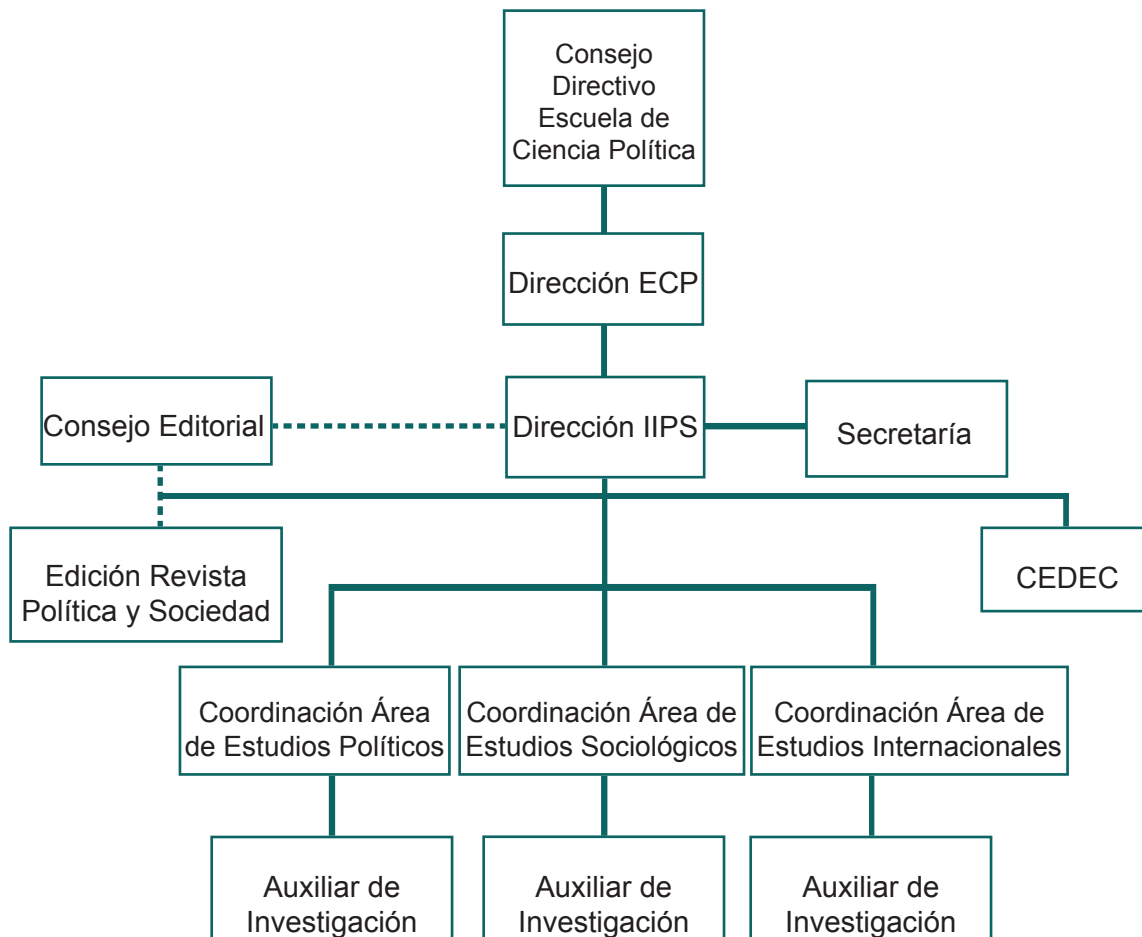 Consejo
Directivo
Escuela de
Ciencia Política
Dirección ECP
Consejo Editorial
Dirección IIPS
Secretaría
Edición Revista
Política y Sociedad
CEDEC
Coordinación Área
de Estudios Políticos
Coordinación Área de
Estudios Sociológicos
Coordinación Área de
Estudios Internacionales
Auxiliar de
Investigación
Auxiliar de
Investigación
Auxiliar de
Investigación